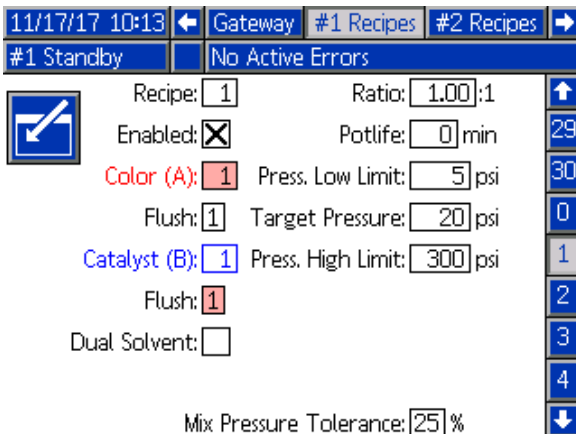 11/17/17 10:13 Gateway #1 Recipes #2 Recipes
#1 Standby No Active Errors
Recipe: 1 Ratio: 1.00:1
Enabled: Potlife: 0 min
29
Color (A): 1 Press. Low Limit: 5 psi
30
Flush: 1 Target Pressure: 20 psi
0
Catalyst (B): 1 Press. High Limit: 300 psi
1
Flush: 1
2
Dual Solvent:
3
4
Mix Pressure Tolerance: 25 %